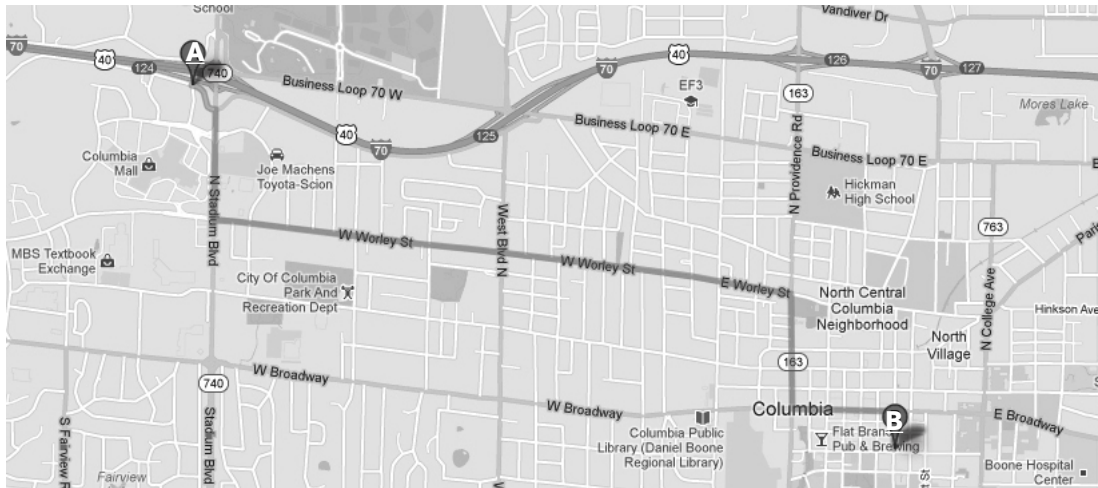 School
Vandiver Dr
70
40
124
A
740
Business Loop 70 W
40
70
125
70
40
126
70
127
EF3
163
Mores Lake
Business Loop 70 E
Business Loop 70 E
Columbia
Mall
Joe Machens
Toyota-Scion
N Stadium Blvd
West Blvd N
N Providence Rd
Hickman
High School
763
MBS Textbook
Exchange
W Worley St
W Worley St
E Worley St
City Of Columbia
Park And
Recreation Dept
North Central
Columbia
Neighborhood
N College Ave
Hinkson Ave
North
Village
163
740
W Broadway
W Broadway
Columbia
B
E Broadway
S Fairview R
Stadium Blvd
Columbia Public
Library (Daniel Boone
Regional Library)
Flat Bran
Pub & Brewing
Fairview
Boone Hospital
Center